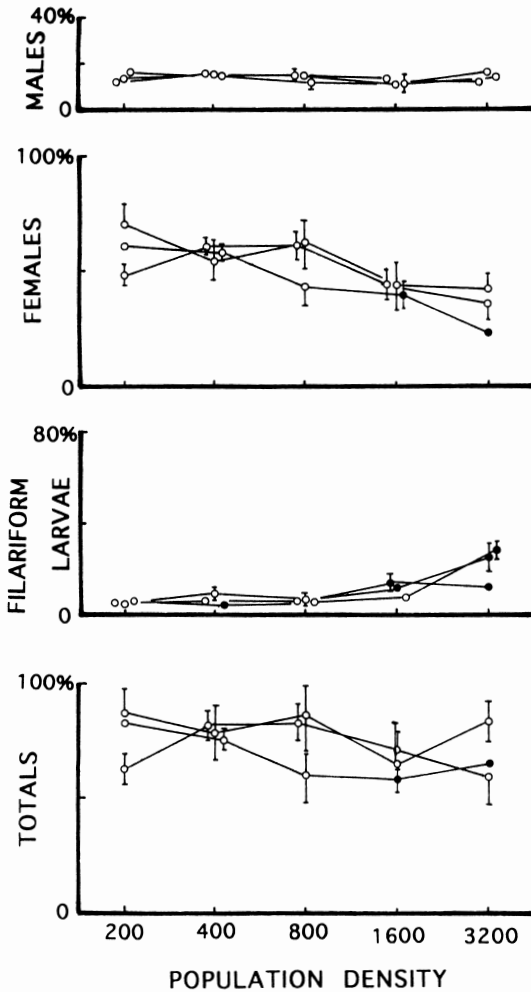 40%
MALES
0
100%
FEMALES
0
80%
FILARIFORM
LARVAE
0
100%
TOTALS
0
200 400 800 1600 3200
POPULATION DENSITY